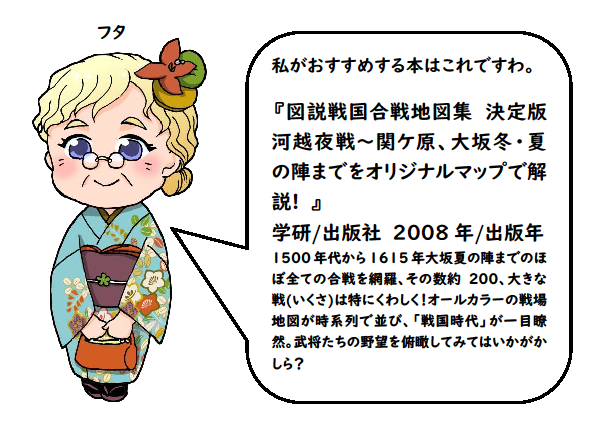 フタ
私がおすすめする本はこれですわ。
『図説戦国合戦地図集 決定版
河越夜戦～関ケ原、大坂冬・夏
の陣までをオリジナルマップで解
説！』
学研/出版社 2008年/出版年
1500年代から1615年大坂夏の陣までのほ
ぼ全ての合戦を網羅、その数約 200、大きな
戦(いくさ)は特にくわしく！オールカラーの戦場
地図が時系列で並び、「戦国時代」が一目瞭
然。武将たちの野望を俯瞰してみてはいかがか
しら？